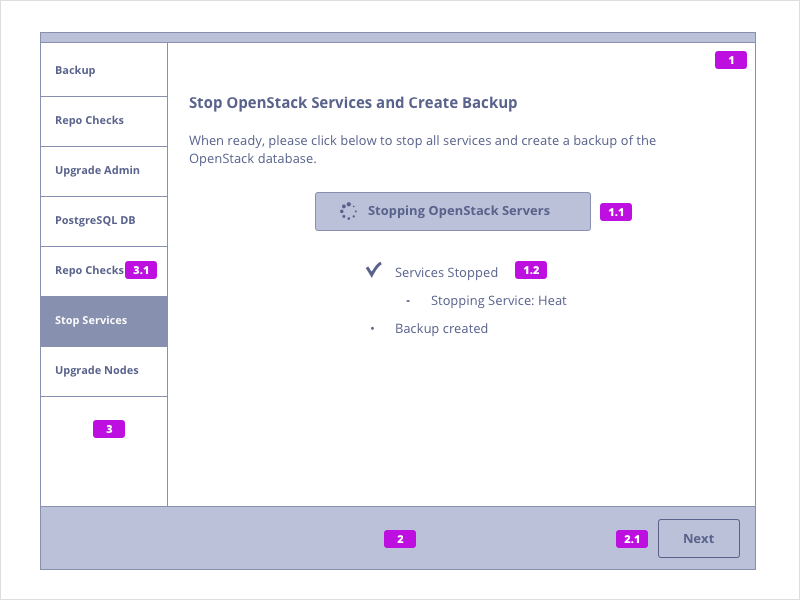 Backup
Repo Checks
Upgrade Admin
PostgreSQL DB
Repo Checks 3.1
Stop Services
Upgrade Nodes
3
1
Stop OpenStack Services and Create Backup
When ready, please click below to stop all services and create a backup of the
OpenStack database.
Stopping OpenStack Servers 1.1
Services Stopped 1.2
- Stopping Service: Heat
• Backup created
2
2.1
Next